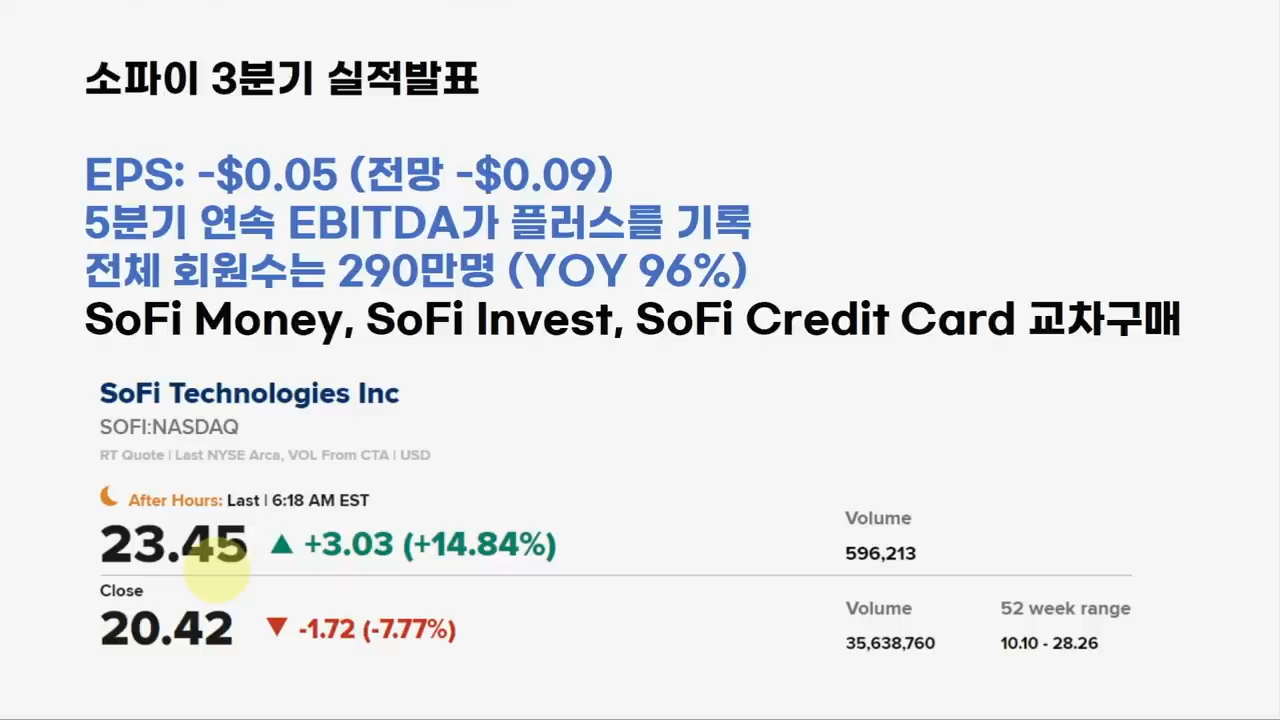 소파이 3분기 실적발표
EPS: -$0.05 (전망 -$0.09)
5분기 연속 EBITDA가 플러스를 기록
전체 회원수는 290만명 (YOY 96%)
SoFi Money, SoFi Invest, SoFi Credit Card 교차구매
SoFi Technologies Inc
SOFI:NASDAQ
RT Quote | Last NYSE Arca, VOL From CTA | USD
After Hours: Last | 6:18 AM EST
23.45 ▲ +3.03 (+14.84%)
Volume
596,213
Close
20.42 ▼ -1.72 (-7.77%)
Volume 52 week range
35,638,760 10.10 - 28.26